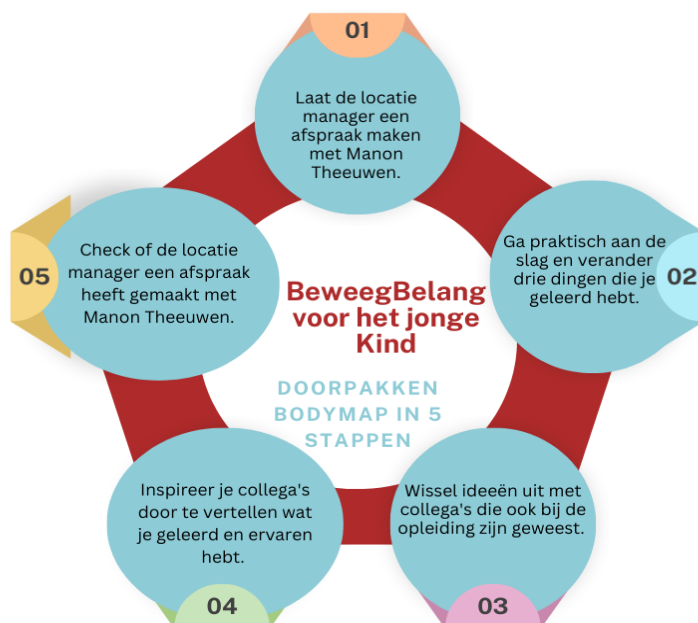 01
Laat de locatie
manager een
afspraak maken
met Manon
Theeuwen.
Ga praktisch aan de
slag en verander
drie dingen die je
geleerd hebt.
02
Wissel ideeën uit met
collega's die ook bij de
opleiding zijn geweest.
03
Inspireer je collega's
door te vertellen wat
je geleerd en ervaren
hebt.
04
05
Check of de locatie
manager een afspraak
heeft gemaakt met
Manon Theeuwen.
BeweegBelang
voor het jonge
Kind
DOORPAKKEN
BODYMAP IN 5
STAPPEN